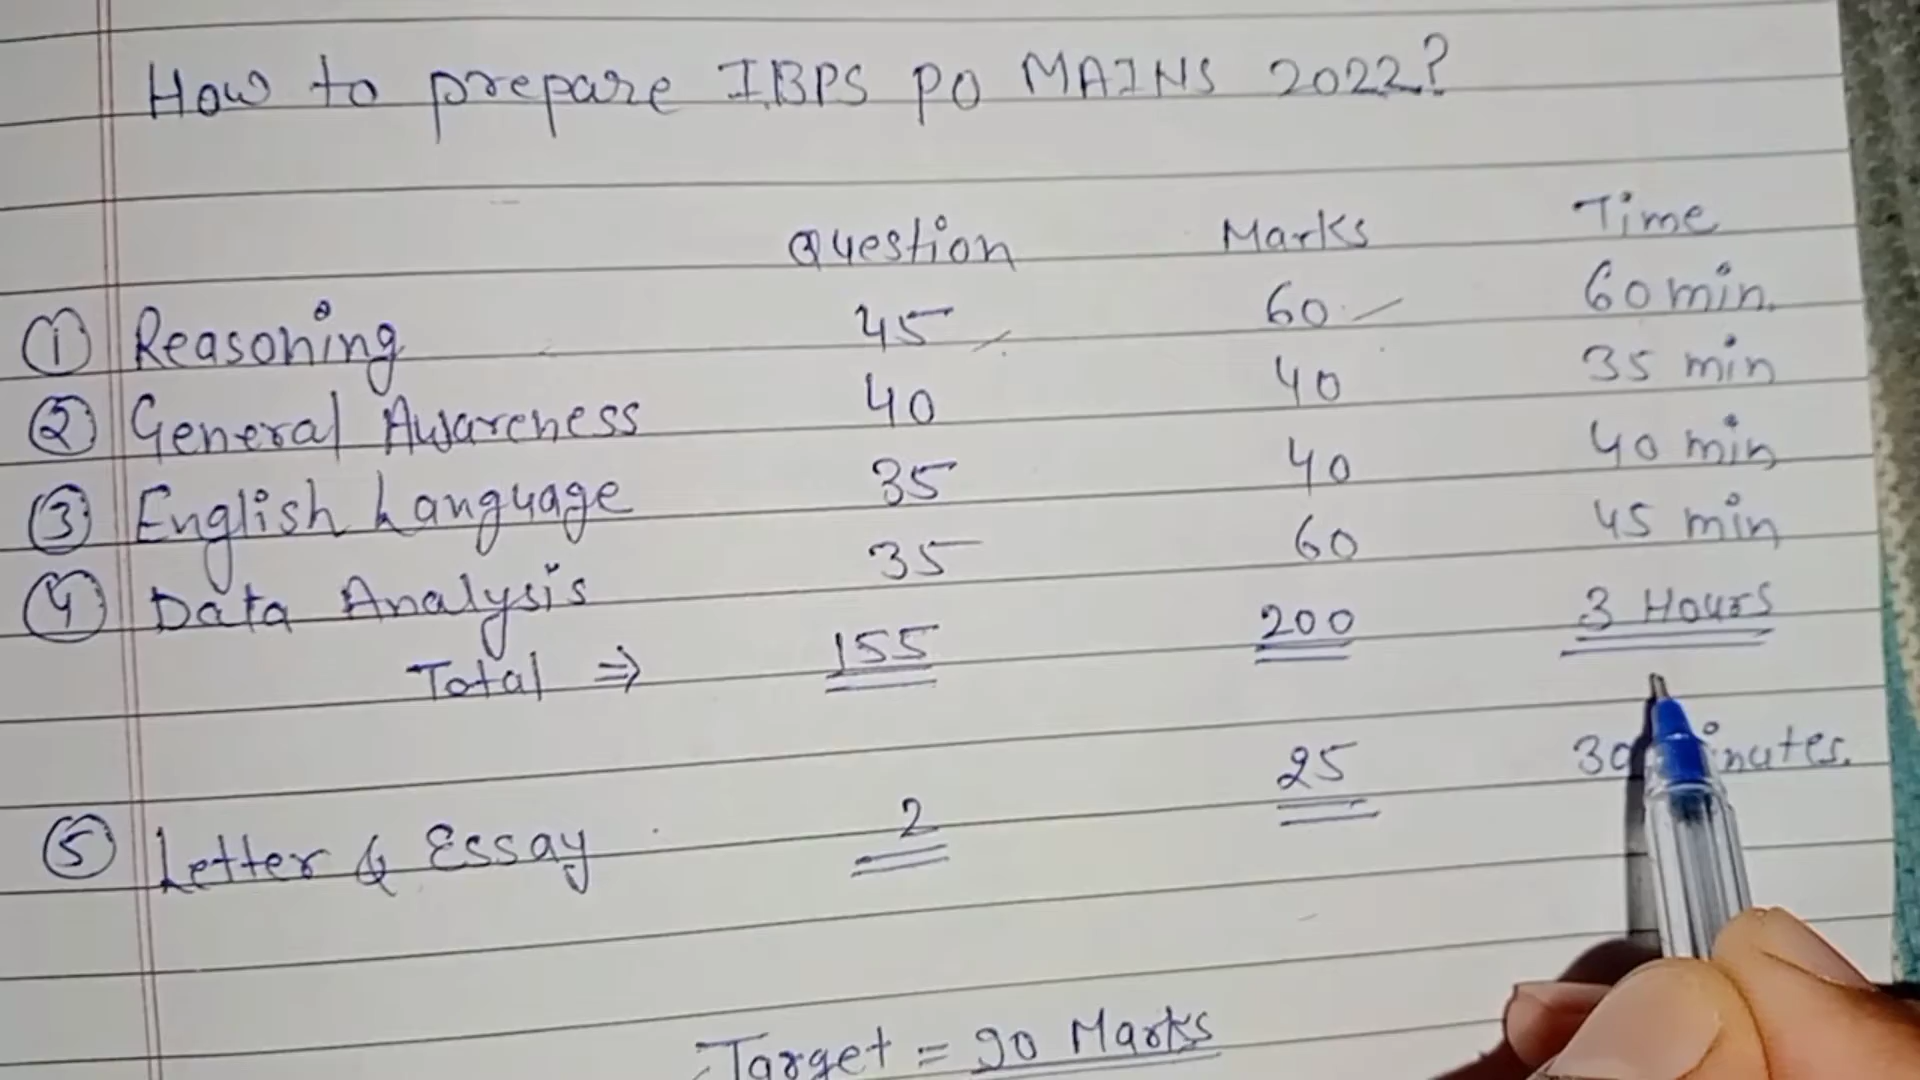 How to prepare IBPS PO MAINS 2022?
Question Marks Time
① Reasoning 45 60 60 min.
② General Awareness 40 40 35 min
③ English Language 35 40 40 min
④ Data Analysis 35 60 45 min
Total ⇒ 155 200 3 Hours
⑤ Letter & Essay 2 25 30
Target = 90 Marks